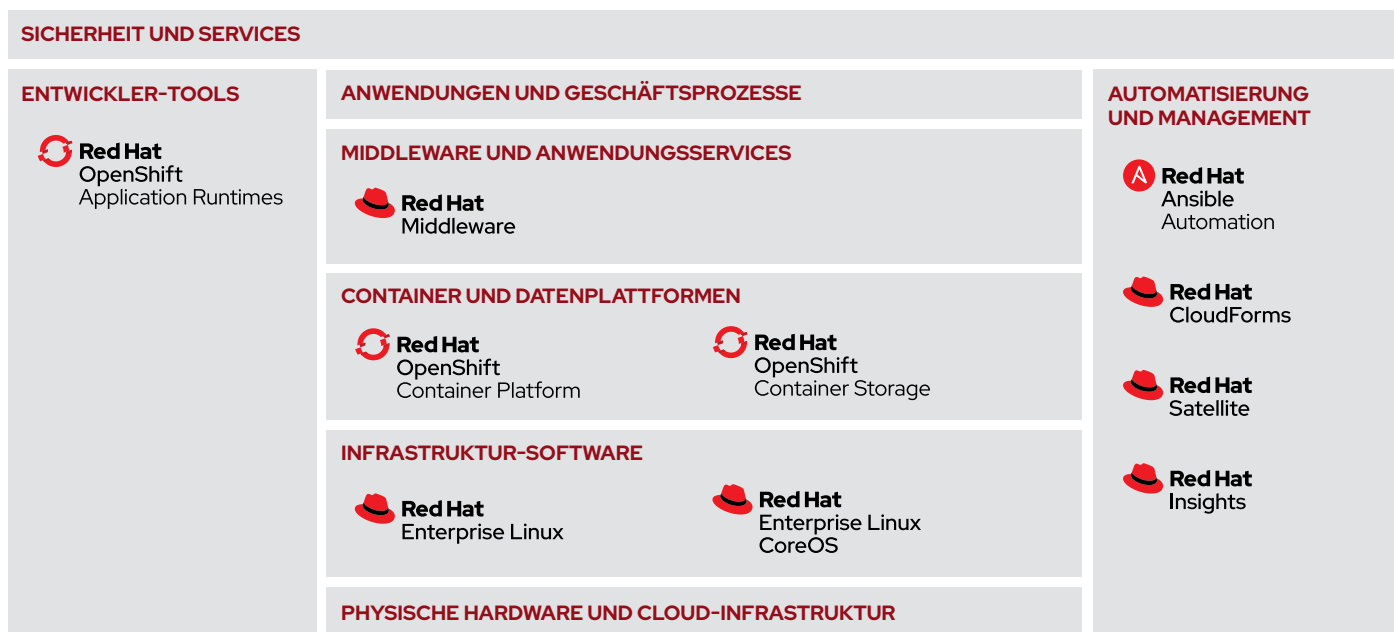 SICHERHEIT UND SERVICES
ENTWICKLER-TOOLS
Red Hat
OpenShift
Application Runtimes
ANWENDUNGEN UND GESCHÄFTSPROZESSE
MIDDLEWARE UND ANWENDUNGSSERVICES
Red Hat
Middleware
CONTAINER UND DATENPLATTFORMEN
Red Hat
OpenShift
Container Platform
Red Hat
OpenShift
Container Storage
INFRASTRUKTUR-SOFTWARE
Red Hat
Enterprise Linux
Red Hat
Enterprise Linux
CoreOS
PHYSISCHE HARDWARE UND CLOUD-INFRASTRUKTUR
AUTOMATISIERUNG
UND MANAGEMENT
Red Hat
Ansible
Automation
Red Hat
CloudForms
Red Hat
Satellite
Red Hat
Insights